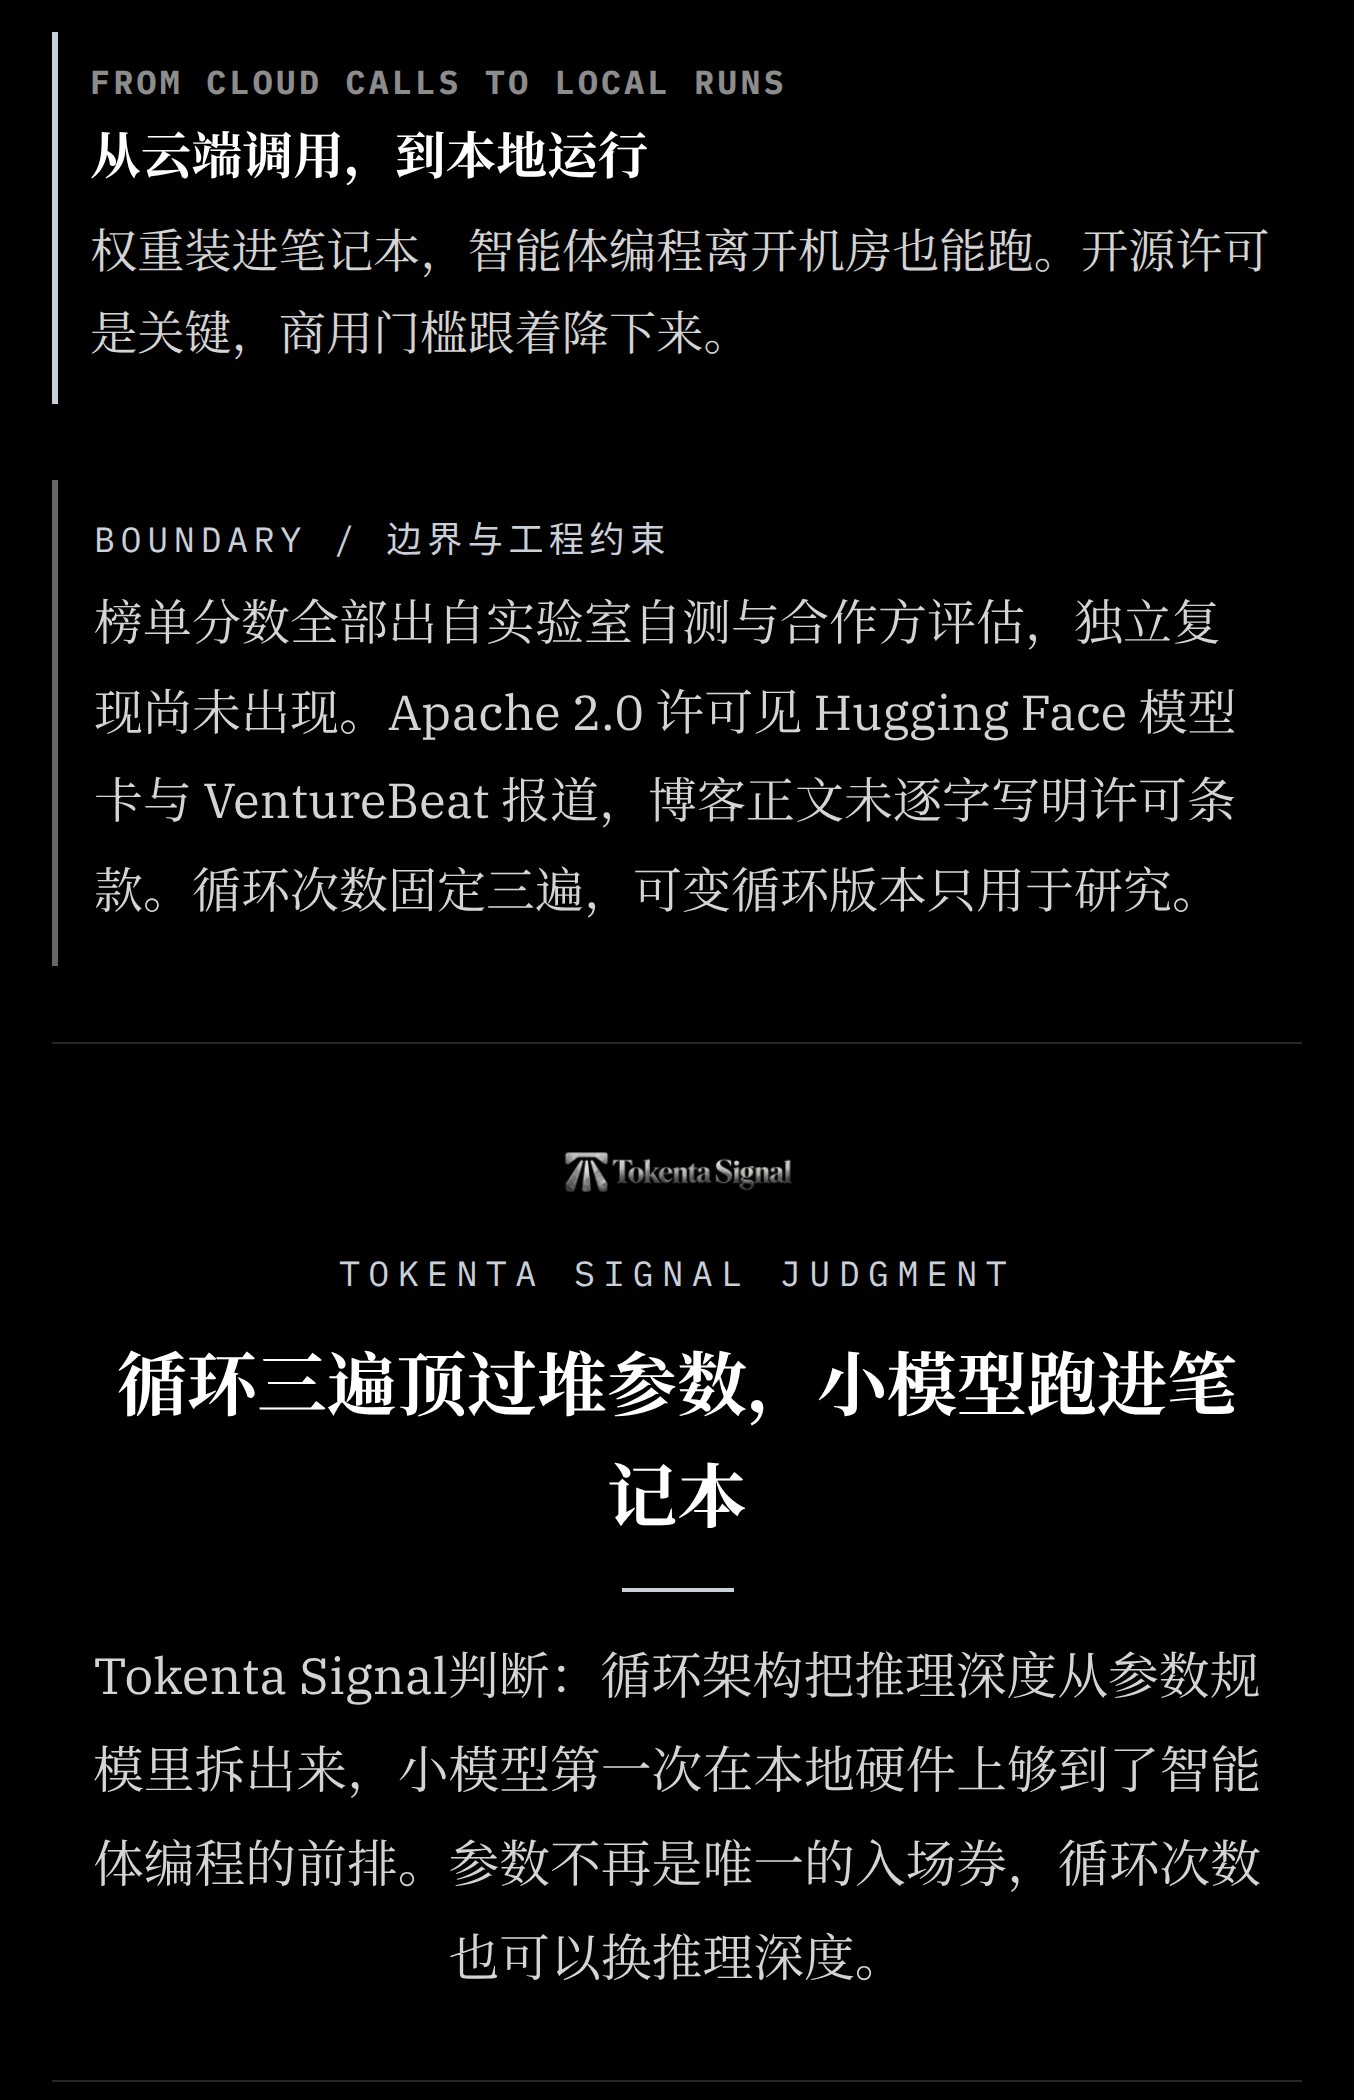 FROM CLOUD CALLS TO LOCAL RUNS
从云端调用，到本地运行
权重装进笔记本，智能体编程离开机房也能跑。开源许可
是关键，商用门槛跟着降下来。
BOUNDARY / 边界与工程约束
榜单分数全部出自实验室自测与合作方评估，独立复
现尚未出现。Apache 2.0 许可见 Hugging Face 模型
卡与 VentureBeat 报道，博客正文未逐字写明许可条
款。循环次数固定三遍，可变循环版本只用于研究。
Tokenta Signal
TOKENTA SIGNAL JUDGMENT
循环三遍顶过堆参数，小模型跑进笔
记本
Tokenta Signal判断：循环架构把推理深度从参数规
模里拆出来，小模型第一次在本地硬件上够到了智能
体编程的前排。参数不再是唯一的入场券，循环次数
也可以换推理深度。